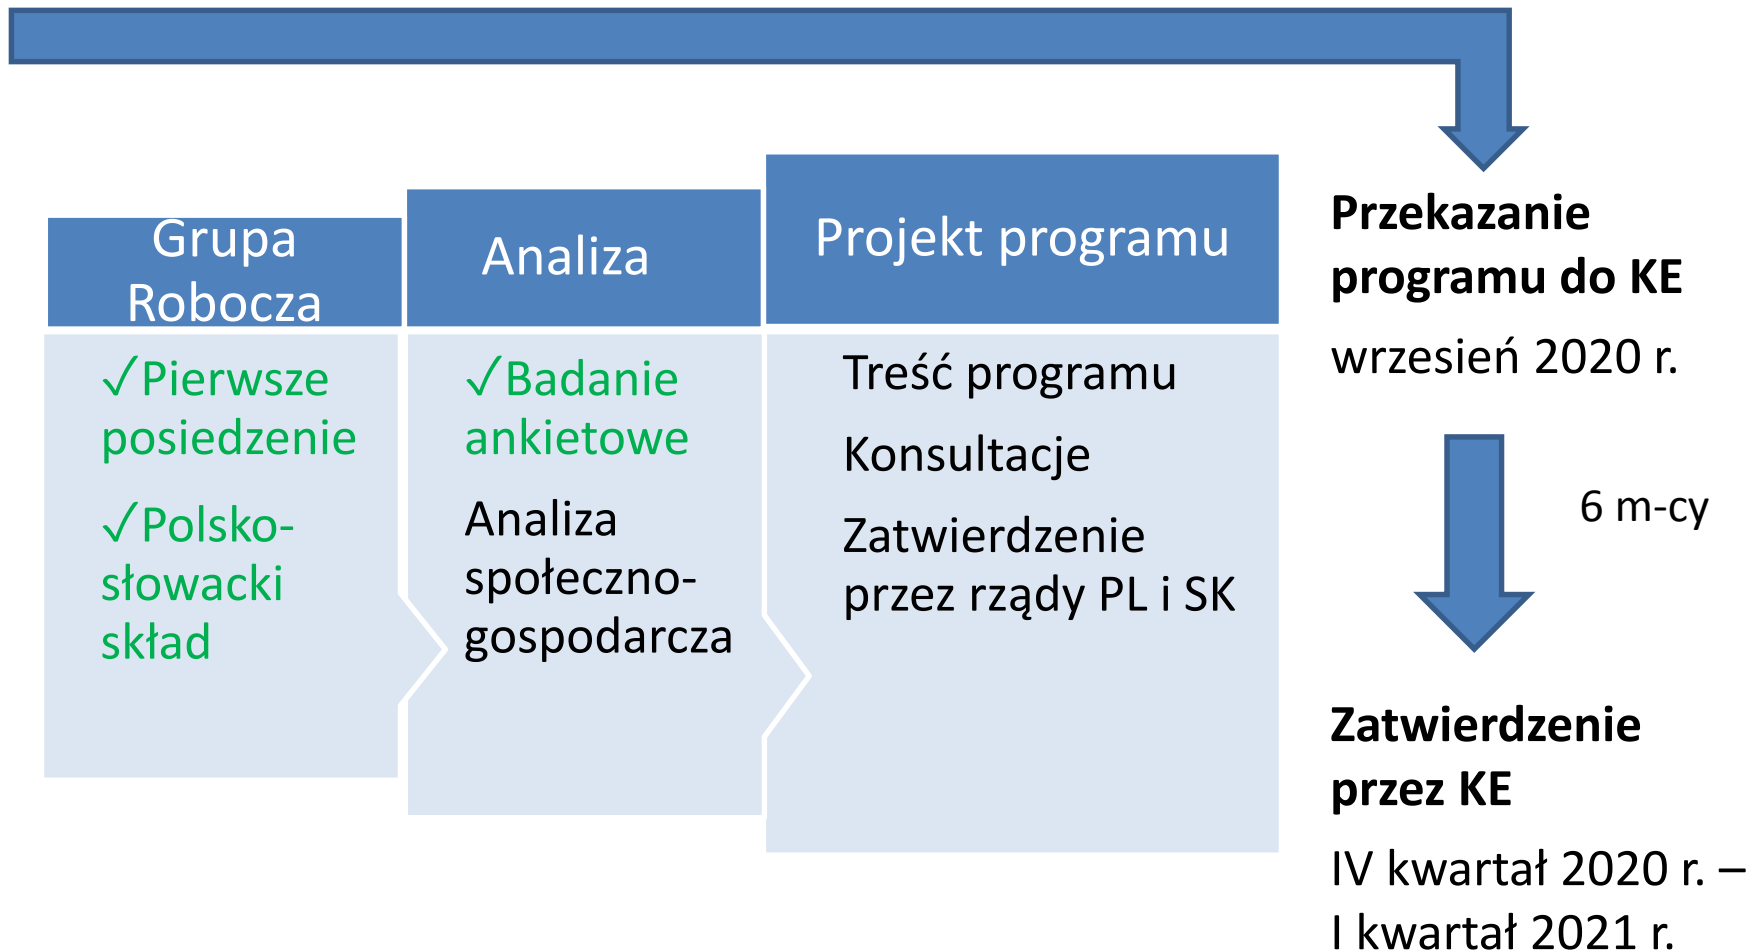 Grupa
Robocza
✓Pierwsze
posiedzenie
✓Polsko-
słowacki
skład
Analiza
✓Badanie
ankietowe
Analiza
społeczno-
gospodarcza
Projekt programu
Treść programu
Konsultacje
Zatwierdzenie
przez rządy PL i SK
Przekazanie
programu do KE
wrzesień 2020 r.
6 m-cy
Zatwierdzenie
przez KE
IV kwartał 2020 r. –
I kwartał 2021 r.